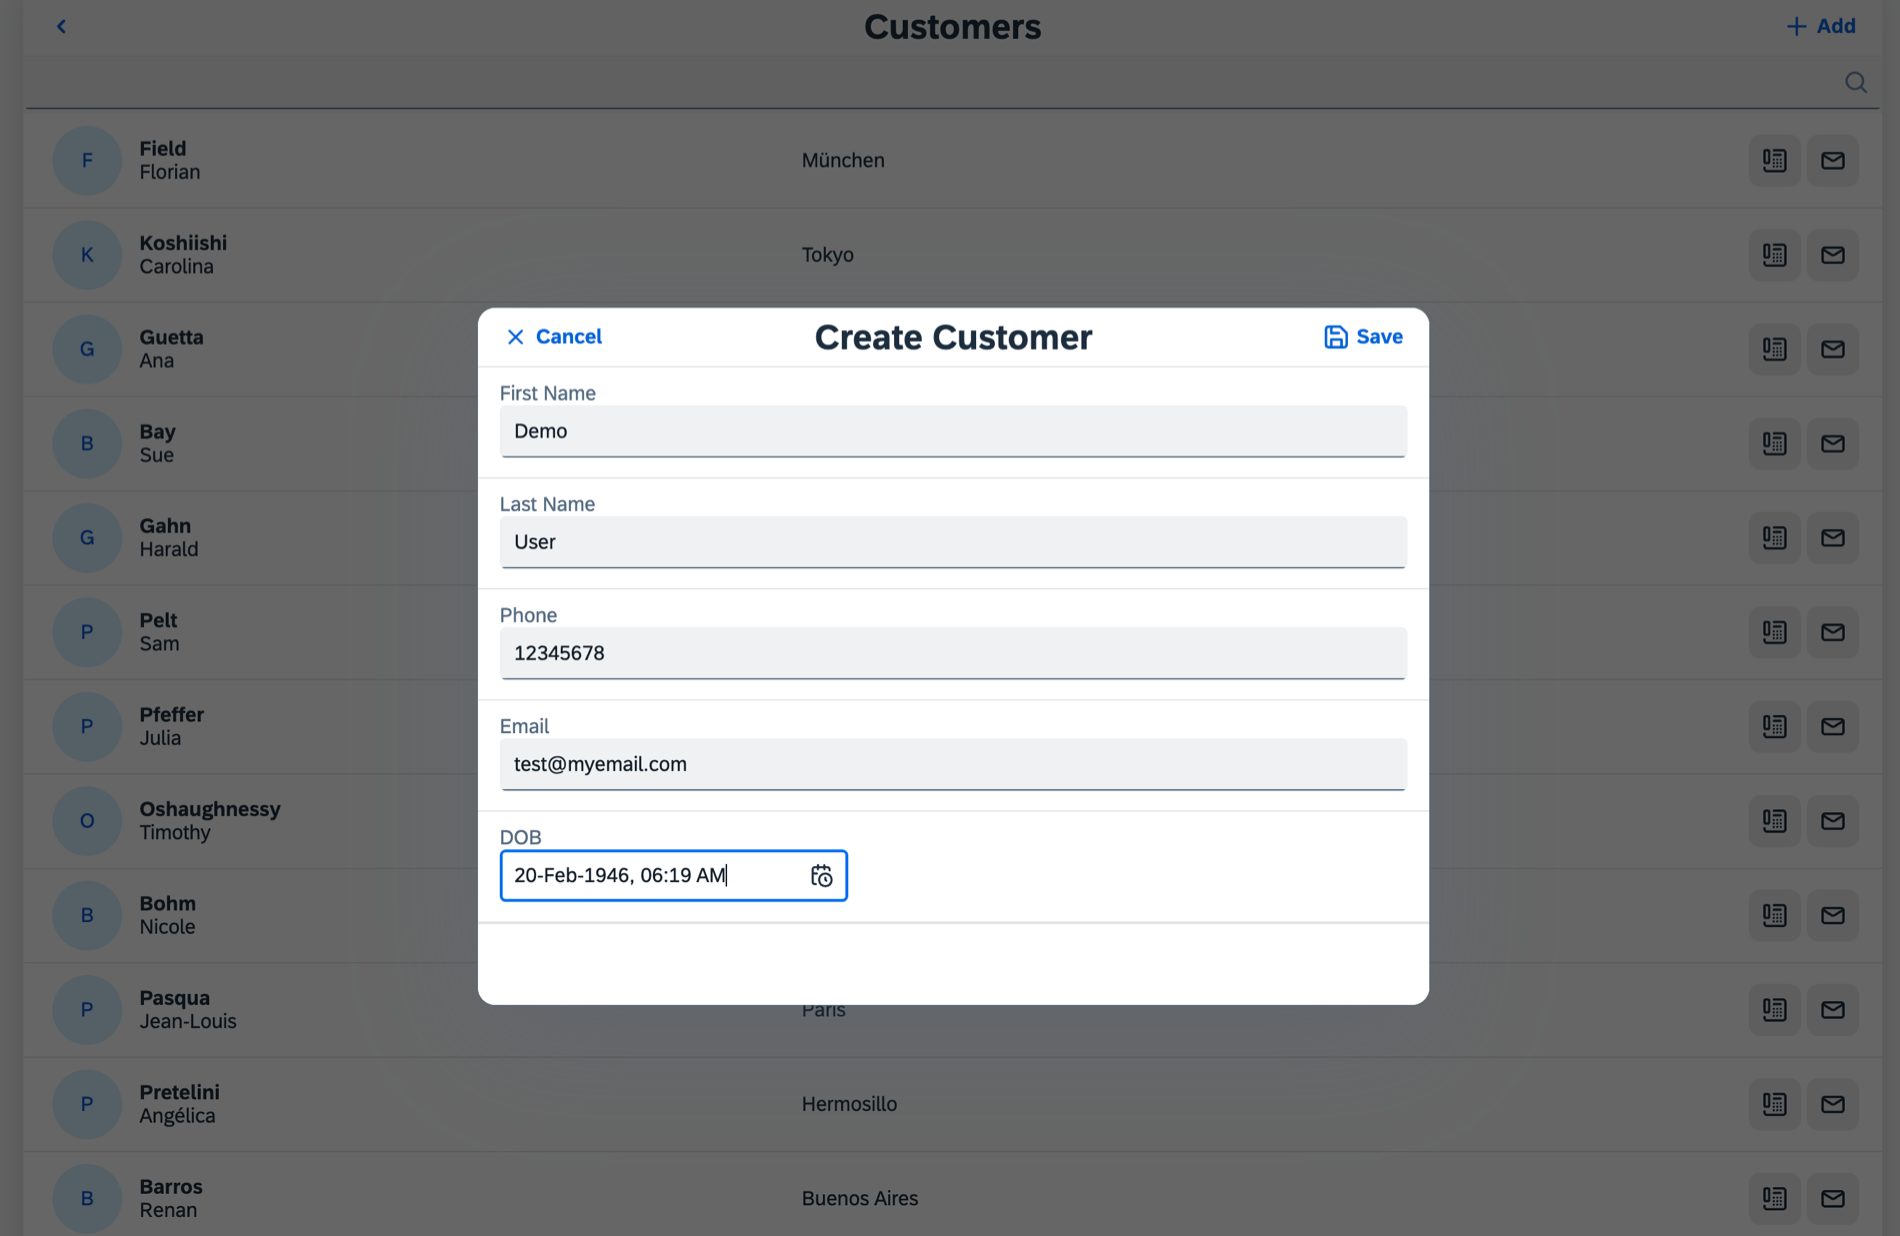 Customers
Add
F
Field
Florian
München
K
Koshiishi
Carolina
Tokyo
G
Guetta
Ana
B
Bay
Sue
G
Gahn
Harald
P
Pelt
Sam
P
Pfeffer
Julia
O
Oshaughnessy
Timothy
B
Bohm
Nicole
P
Pasqua
Jean-Louis
Paris
P
Pretelini
Angélica
Hermosillo
B
Barros
Renan
Buenos Aires
Cancel
Create Customer
Save
First Name
Demo
Last Name
User
Phone
12345678
Email
test@myemail.com
DOB
20-Feb-1946, 06:19 AM